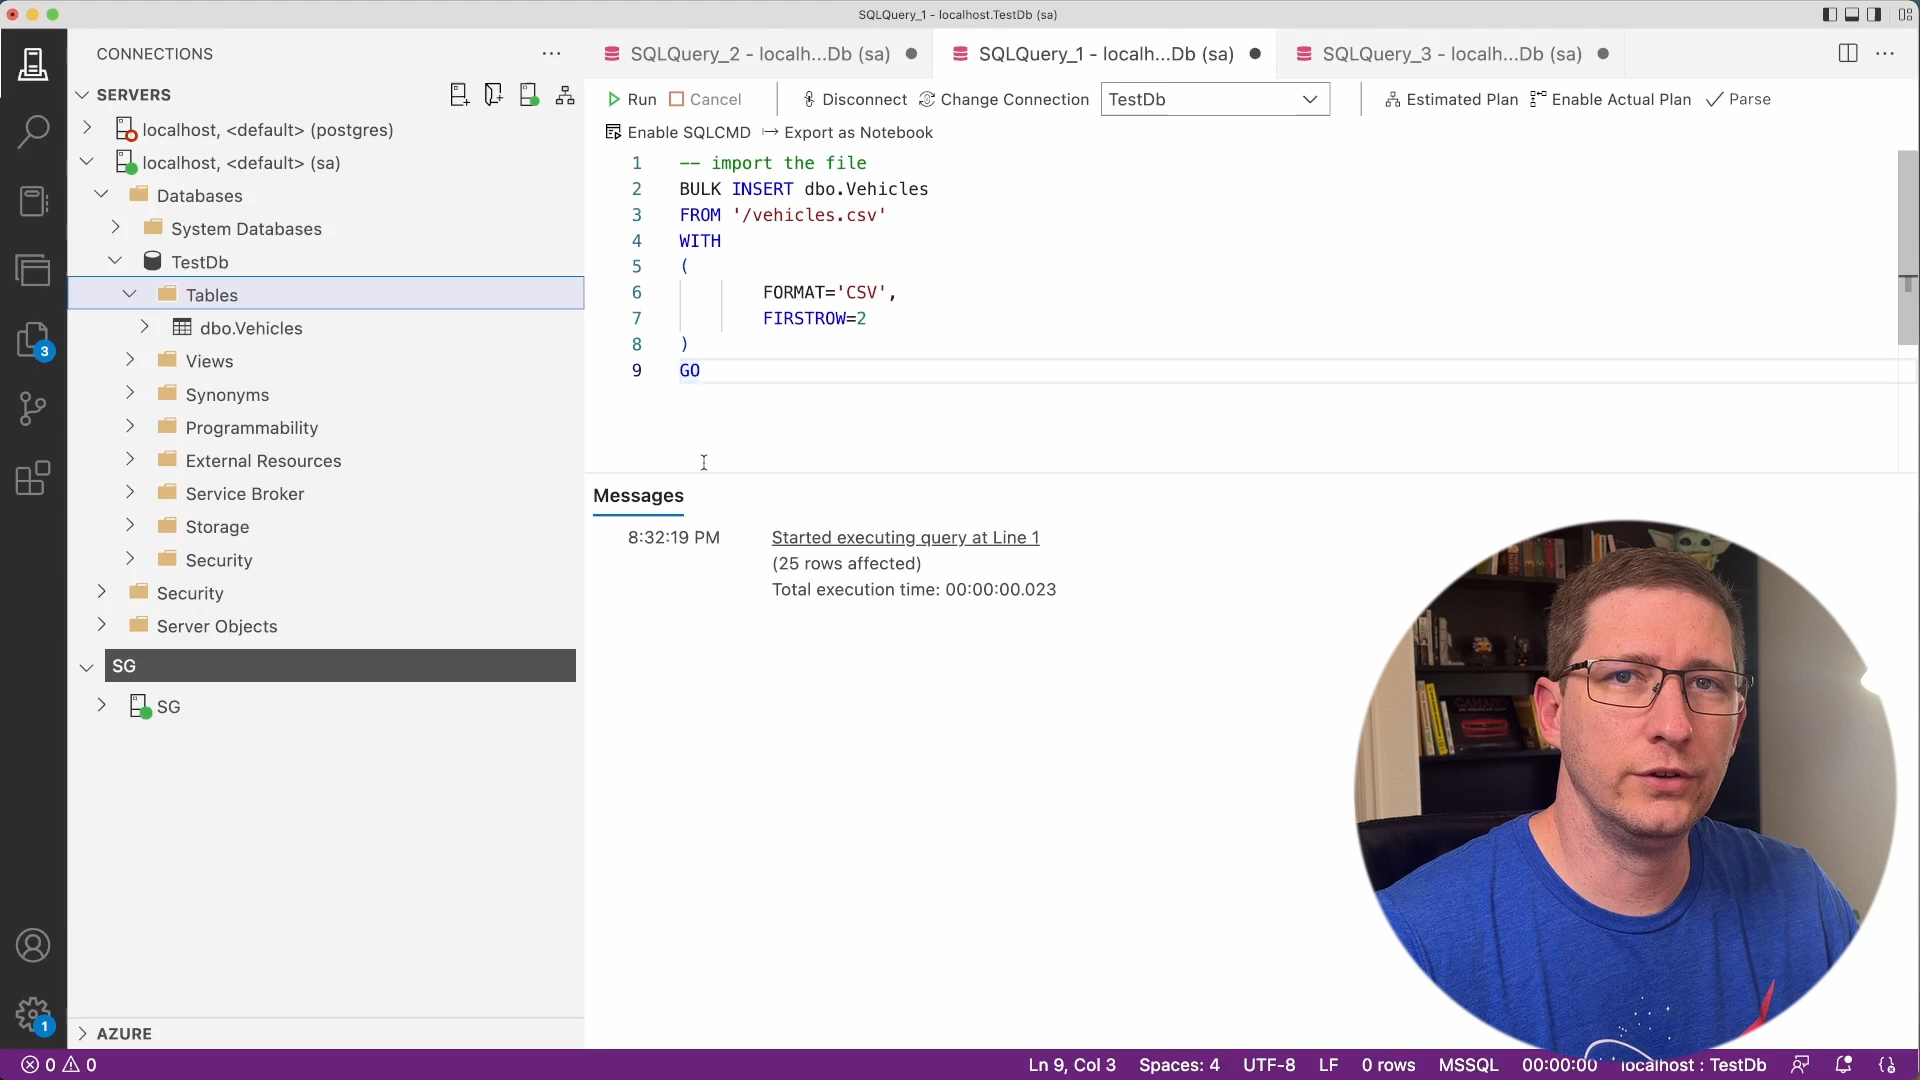 SQLQuery_1 - localhost.TestDb (sa)
CONNECTIONS
SERVERS
localhost, <default> (postgres)
localhost, <default> (sa)
Databases
System Databases
TestDb
Tables
dbo.Vehicles
Views
Synonyms
Programmability
External Resources
Service Broker
Storage
Security
Security
Server Objects
SG
SG
AZURE
3
1
SQLQuery_2 - localh...Db (sa)
SQLQuery_1 - localh...Db (sa)
SQLQuery_3 - localh...Db (sa)
Run Cancel Disconnect Change Connection TestDb Estimated Plan Enable Actual Plan Parse
Enable SQLCMD Export as Notebook
1 -- import the file
2 BULK INSERT dbo.Vehicles
3 FROM '/vehicles.csv'
4 WITH
5 (
6 FORMAT='CSV',
7 FIRSTROW=2
8 )
9 GO
Messages
8:32:19 PM Started executing query at Line 1
(25 rows affected)
Total execution time: 00:00:00.023
CAMARO
0 0 Ln 9, Col 3 Spaces: 4 UTF-8 LF 0 rows MSSQL 00:00:00 localhost : TestDb